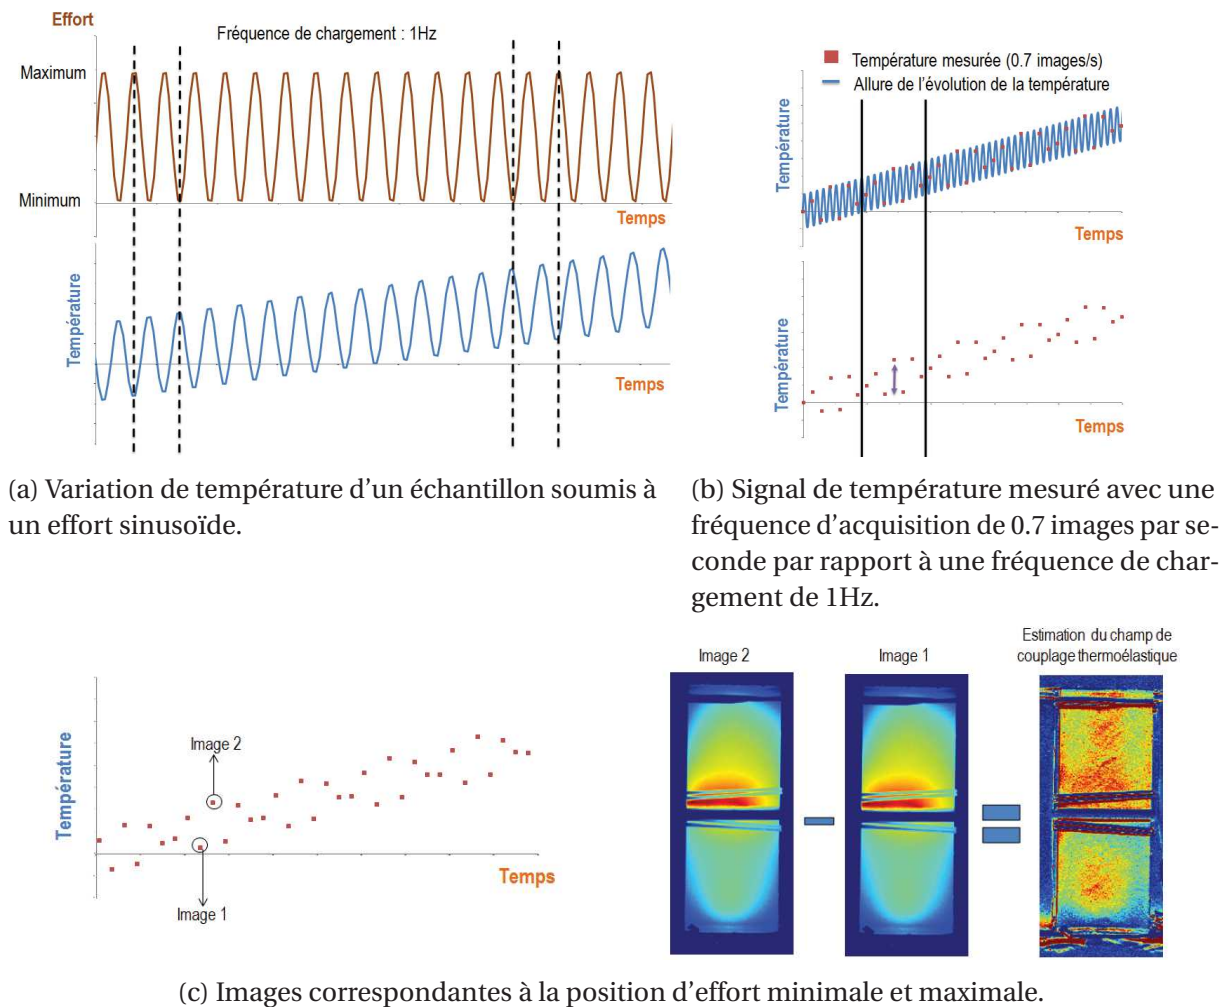 Effort
Fréquence de chargement : 1Hz
Maximum
Minimum
Temps
Température
Temps
Température mesurée (0.7 images/s)
Allure de l'évolution de la température
Température
Temps
Température
Temps
(a) Variation de température d'un échantillon soumis à
un effort sinusoïde.
(b) Signal de température mesuré avec une
fréquence d'acquisition de 0.7 images par se-
conde par rapport à une fréquence de char-
gement de 1Hz.
Température
Image 2
Image 1
Temps
Image 2
Image 1
Estimation du champ de
couplage thermoélastique
(c) Images correspondantes à la position d'effort minimale et maximale.